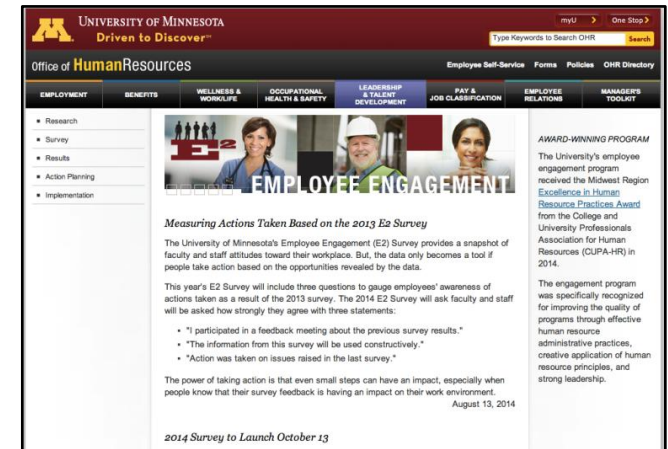 UNIVERSITY OF MINNESOTA
Driven to Discover℠
myU >
One Stop >
Type Keywords to Search OHR
Search
Office of HumanResources
Employee Self-Service Forms Policies OHR Directory
EMPLOYMENT
BENEFITS
WELLNESS &
WORK/LIFE
OCCUPATIONAL
HEALTH & SAFETY
LEADERSHIP
& TALENT
DEVELOPMENT
PAY &
JOB CLASSIFICATION
EMPLOYEE
RELATIONS
MANAGER'S
TOOLKIT
Research
Survey
Results
Action Planning
Implementation
E2
EMPLOYEE ENGAGEMENT
Measuring Actions Taken Based on the 2013 E2 Survey
The University of Minnesota's Employee Engagement (E2) Survey provides a snapshot of
faculty and staff attitudes toward their workplace. But, the data only becomes a tool if
people take action based on the opportunities revealed by the data.
This year's E2 Survey will include three questions to gauge employees' awareness of
actions taken as a result of the 2013 survey. The 2014 E2 Survey will ask faculty and staff
will be asked how strongly they agree with three statements:
• "I participated in a feedback meeting about the previous survey results."
• "The information from this survey will be used constructively."
• "Action was taken on issues raised in the last survey."
The power of taking action is that even small steps can have an impact, especially when
people know that their survey feedback is having an impact on their work environment.
August 13, 2014
2014 Survey to Launch October 13
AWARD-WINNING PROGRAM
The University's employee
engagement program
received the Midwest Region
Excellence in Human
Resource Practices Award
from the College and
University Professionals
Association for Human
Resources (CUPA-HR) in
2014.
The engagement program
was specifically recognized
for improving the quality of
programs through effective
human resource
administrative practices,
creative application of human
resource principles, and
strong leadership.